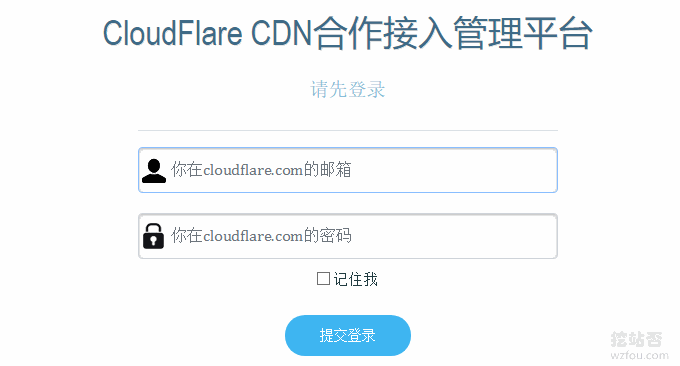 CloudFlare CDN合作接入管理平台
请先登录
你在cloudflare.com的邮箱
你在cloudflare.com的密码
记住我
提交登录
挖站否
wzfou.com